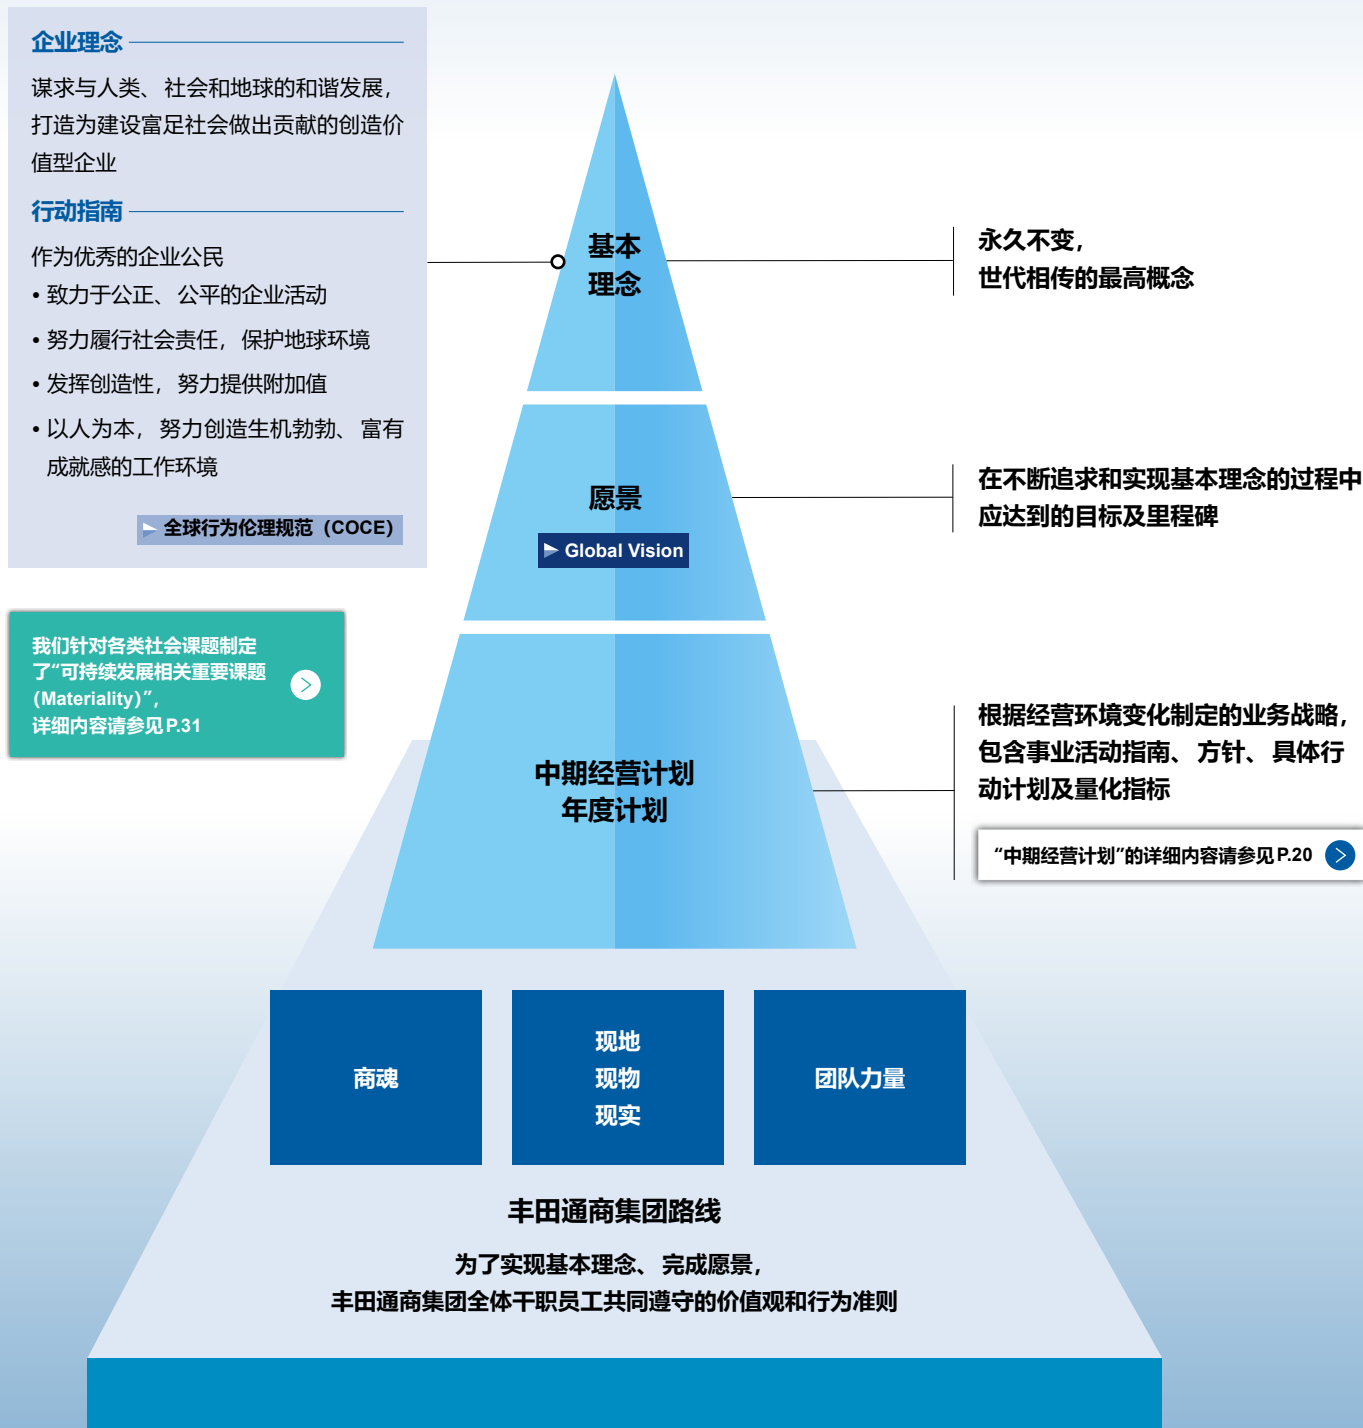 企业理念
谋求与人类、社会和地球的和谐发展，
打造为建设富足社会做出贡献的创造价
值型企业
行动指南
作为优秀的企业公民
• 致力于公正、公平的企业活动
• 努力履行社会责任，保护地球环境
• 发挥创造性，努力提供附加值
• 以人为本，努力创造生机勃勃、富有
成就感的工作环境
全球行为伦理规范（COCE）
我们针对各类社会课题制定
了“可持续发展相关重要课题
（Materiality）”，
详细内容请参见P.31
基本
理念
永久不变，
世代相传的最高概念
愿景
Global Vision
在不断追求和实现基本理念的过程中
应达到的目标及里程碑
中期经营计划
年度计划
根据经营环境变化制定的业务战略，
包含事业活动指南、方针、具体行
动计划及量化指标
“中期经营计划”的详细内容请参见P.20
商魂
现地
现物
现实
团队力量
丰田通商集团路线
为了实现基本理念、完成愿景，
丰田通商集团全体干职员工共同遵守的价值观和行为准则